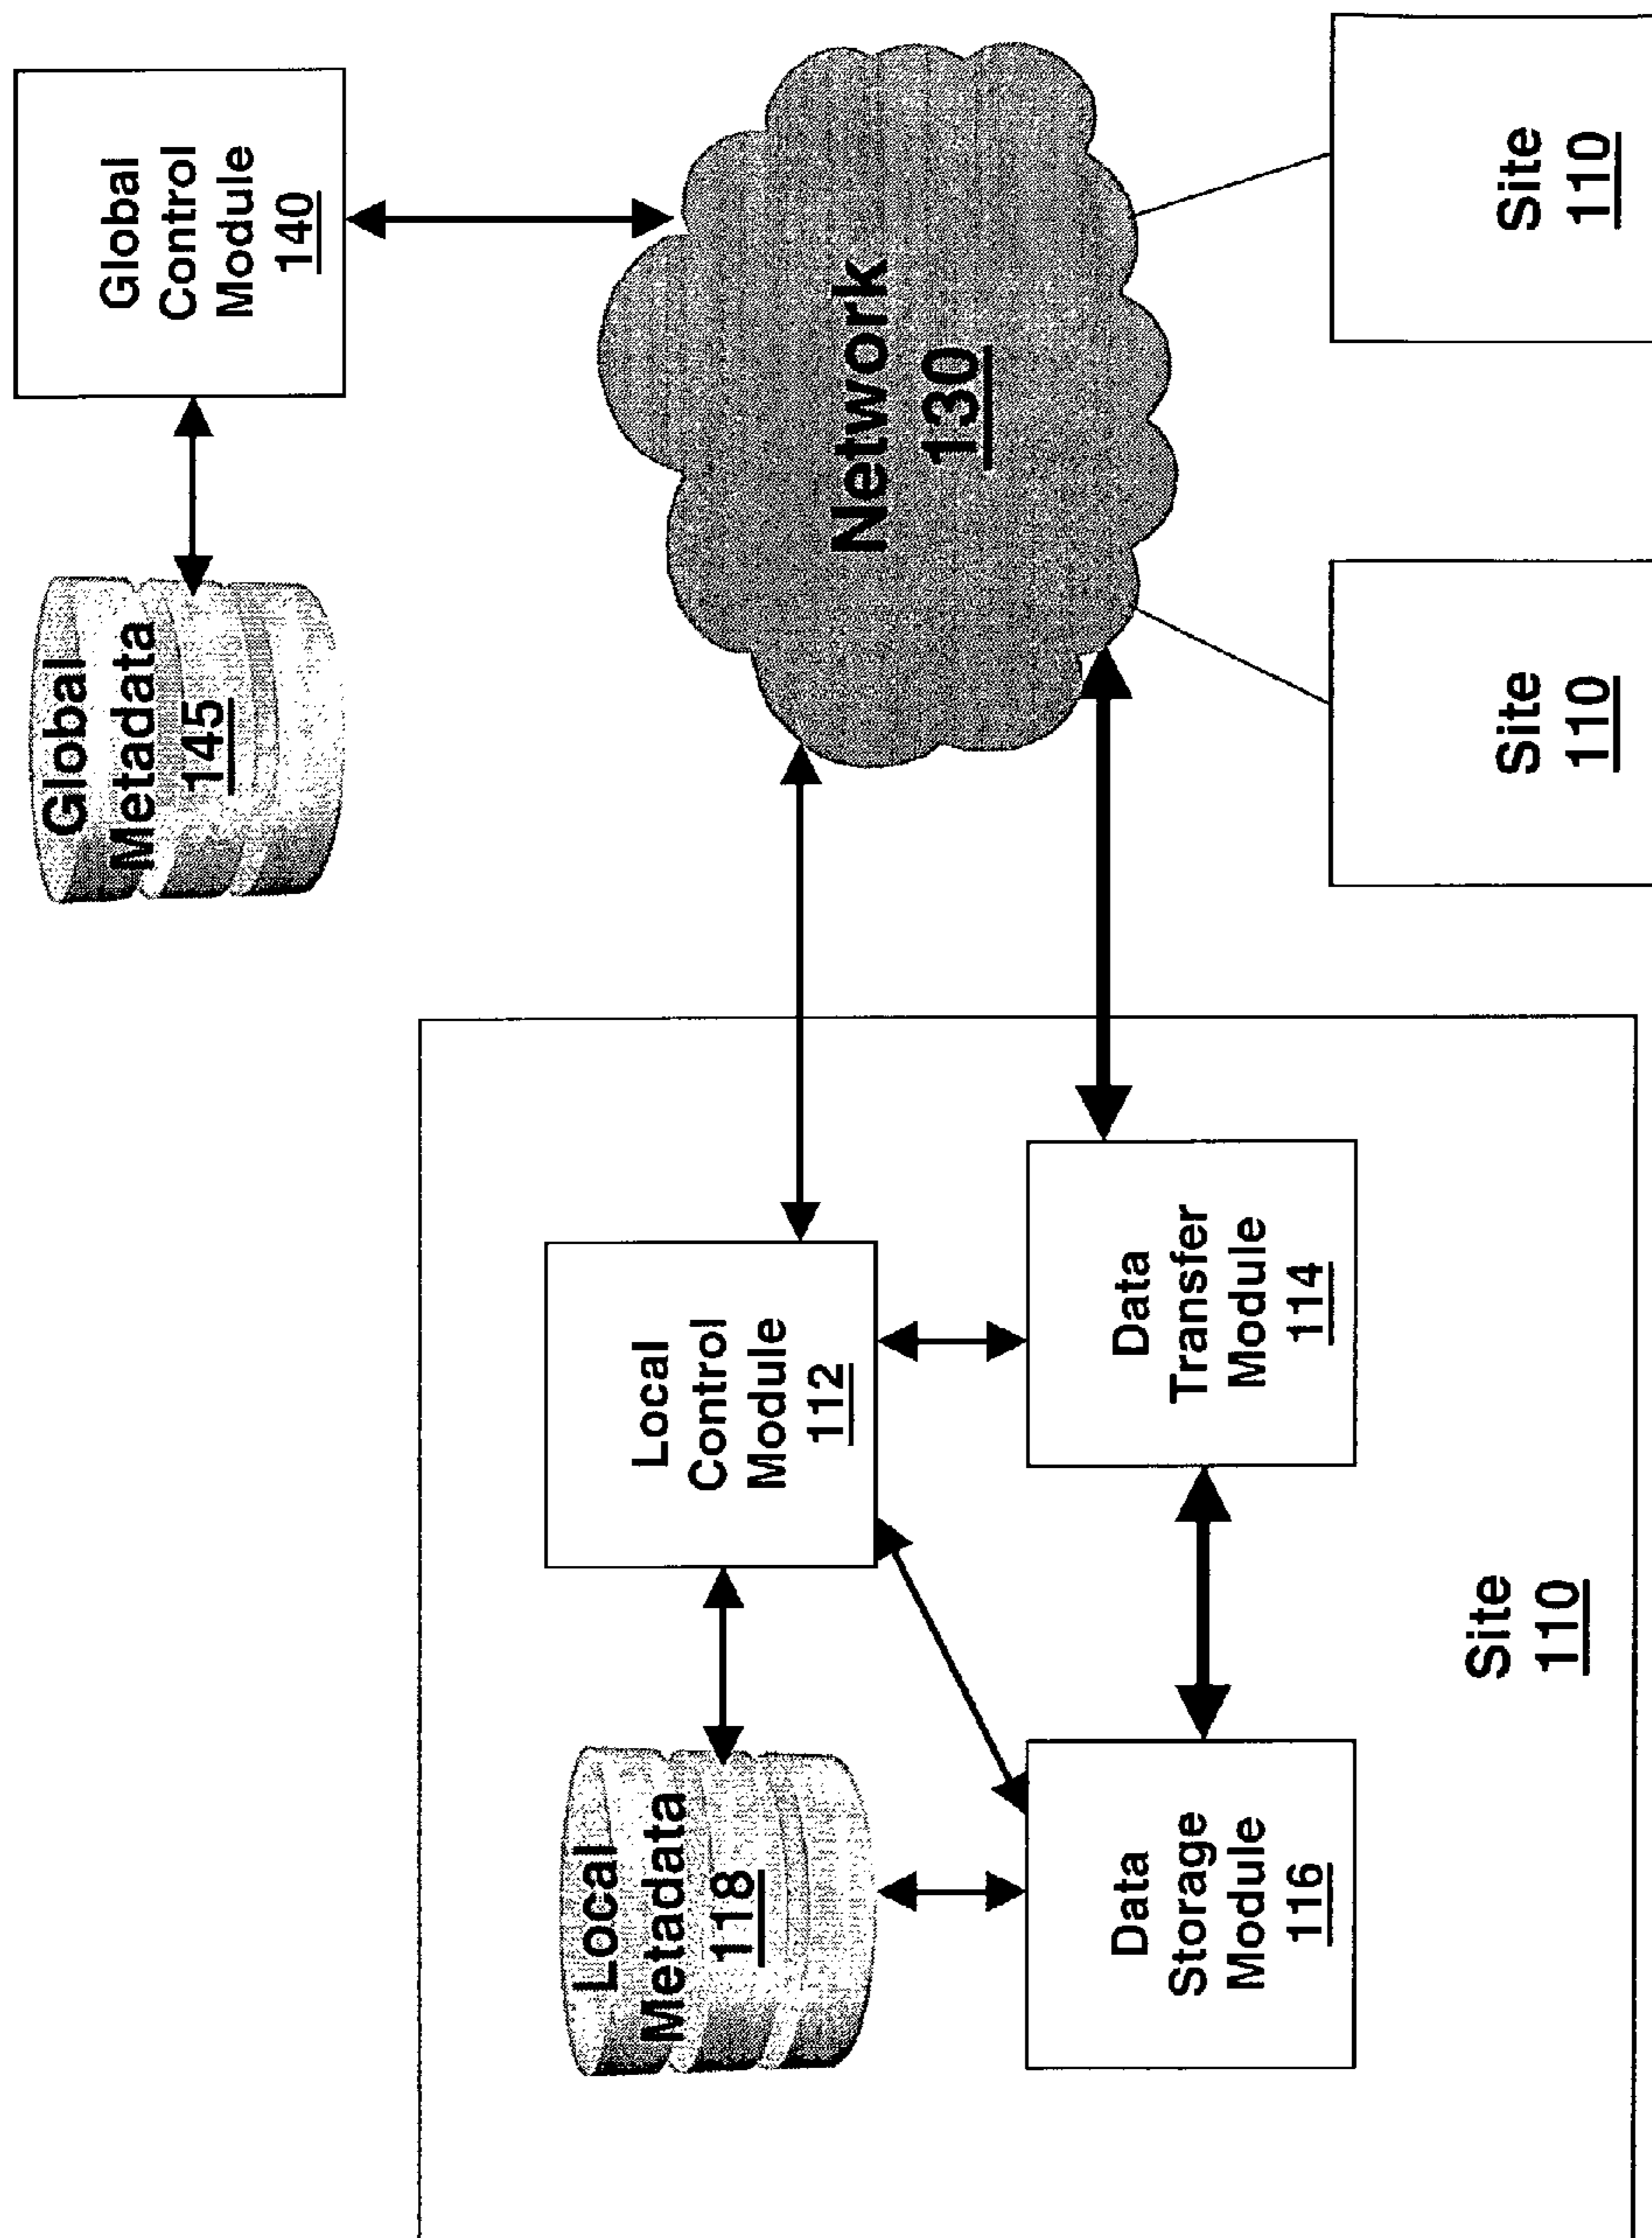 Global
Metadata
145
Global
Control
Module
140
Local
Metadata
118
Local
Control
Module
112
Network
130
Data
Storage
Module
116
Data
Transfer
Module
114
Site
110
Site
110
Site
110